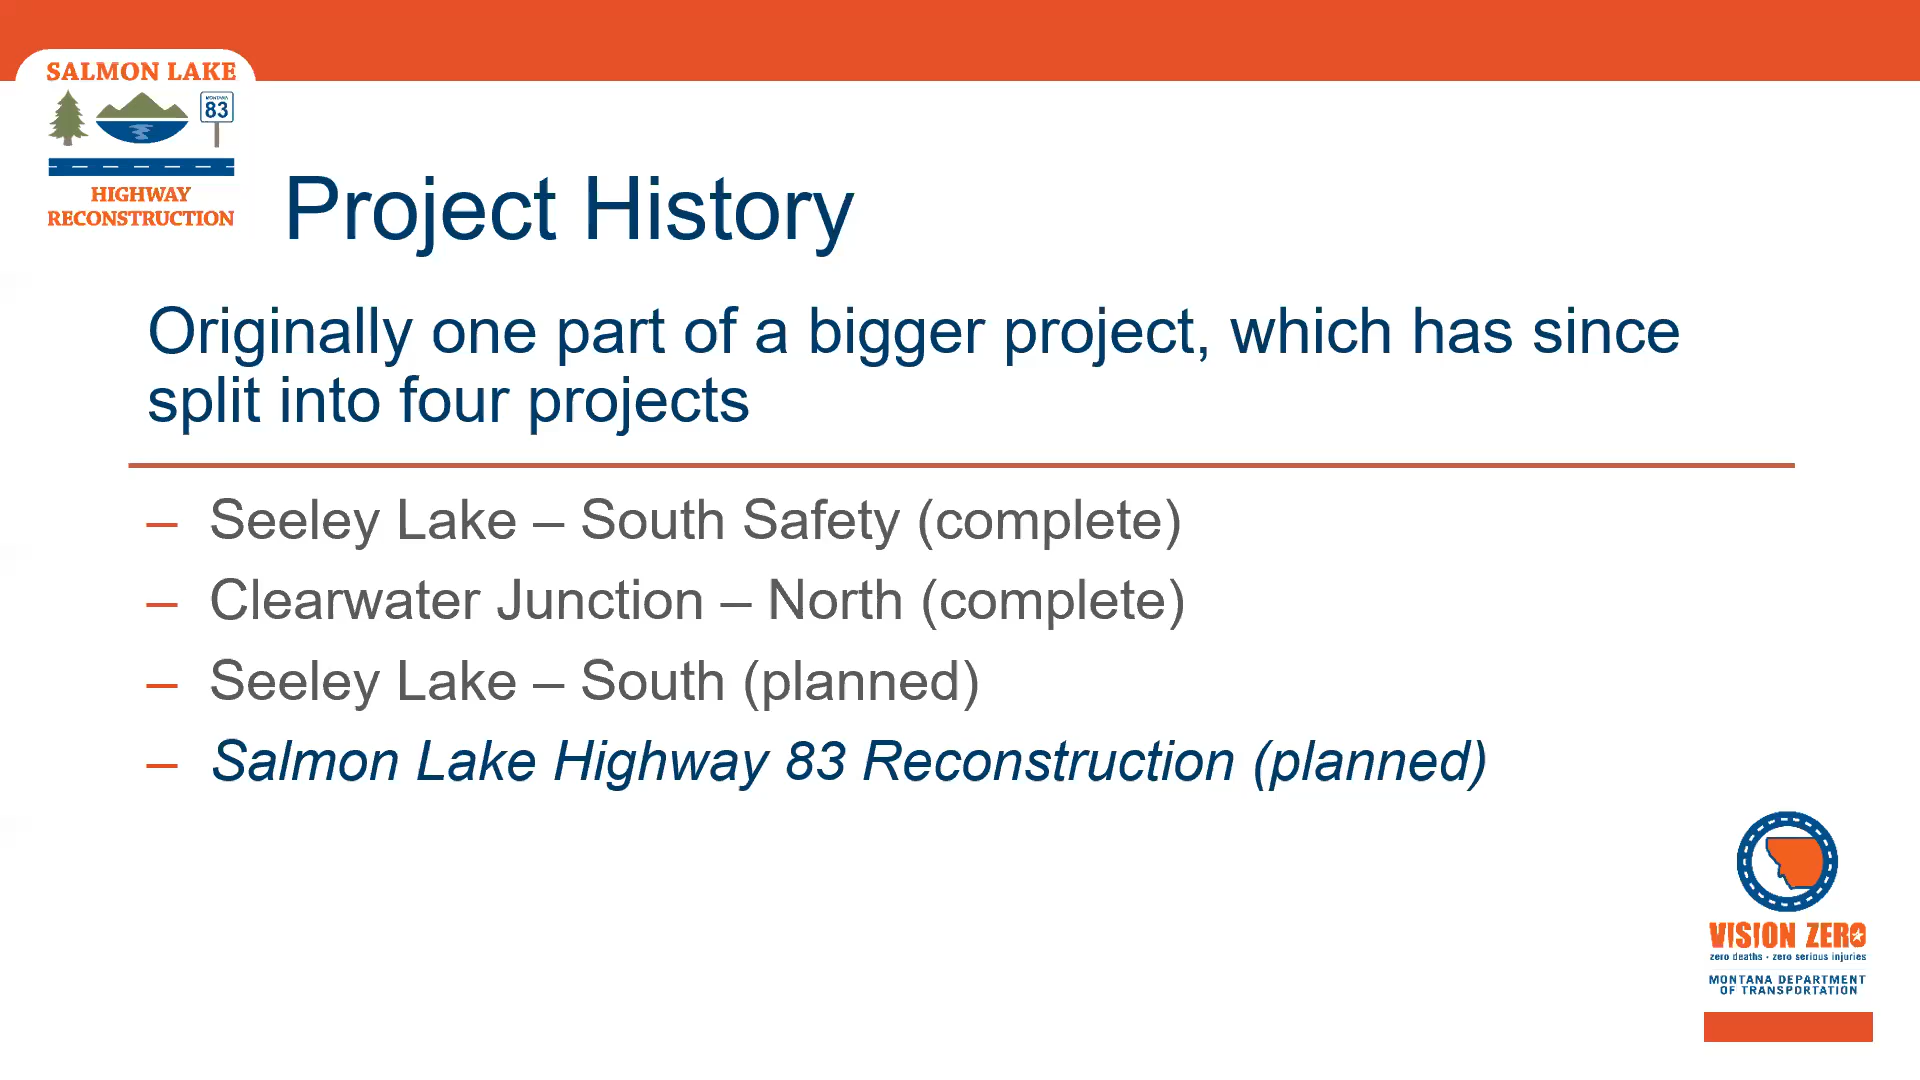 SALMON LAKE
MONTANA
83
HIGHWAY
RECONSTRUCTION
Project History
Originally one part of a bigger project, which has since
split into four projects
– Seeley Lake – South Safety (complete)
– Clearwater Junction – North (complete)
– Seeley Lake – South (planned)
– Salmon Lake Highway 83 Reconstruction (planned)
VISION ZERO
zero deaths · zero serious injuries
MONTANA DEPARTMENT
OF TRANSPORTATION